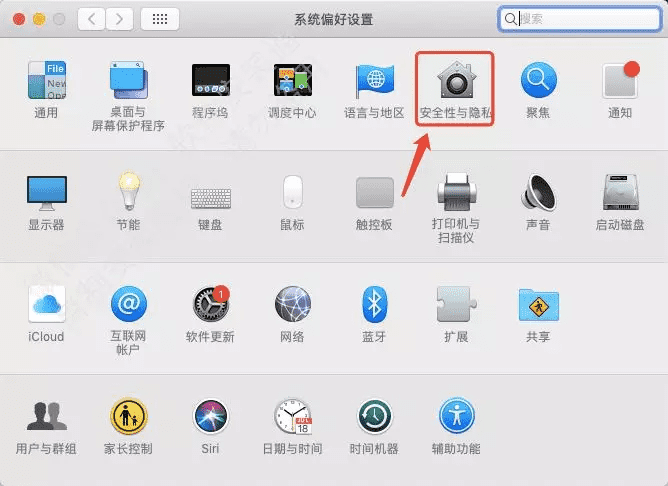 系统偏好设置
搜索
File
New
Ope
通用
桌面与
屏幕保护程序
程序坞
调度中心
语言与地区
安全性与隐私
聚焦
通知
显示器
节能
键盘
鼠标
触控板
打印机与
扫描仪
声音
启动磁盘
iCloud
@
互联网
帐户
1
软件更新
网络
蓝牙
扩展
共享
用户与群组
家长控制
Siri
JUL
18
日期与时间
时间机器
辅助功能